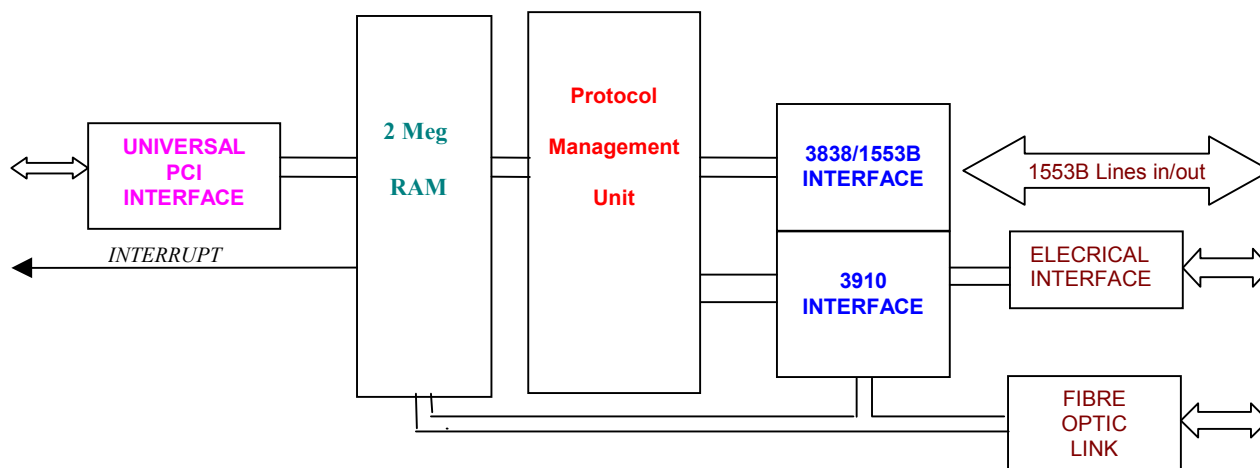 UNIVERSAL
PCI
INTERFACE
INTERRUPT
2 Meg
RAM
Protocol
Management
Unit
3838/1553B
INTERFACE
3910
INTERFACE
1553B Lines in/out
ELECRICAL
INTERFACE
FIBRE
OPTIC
LINK